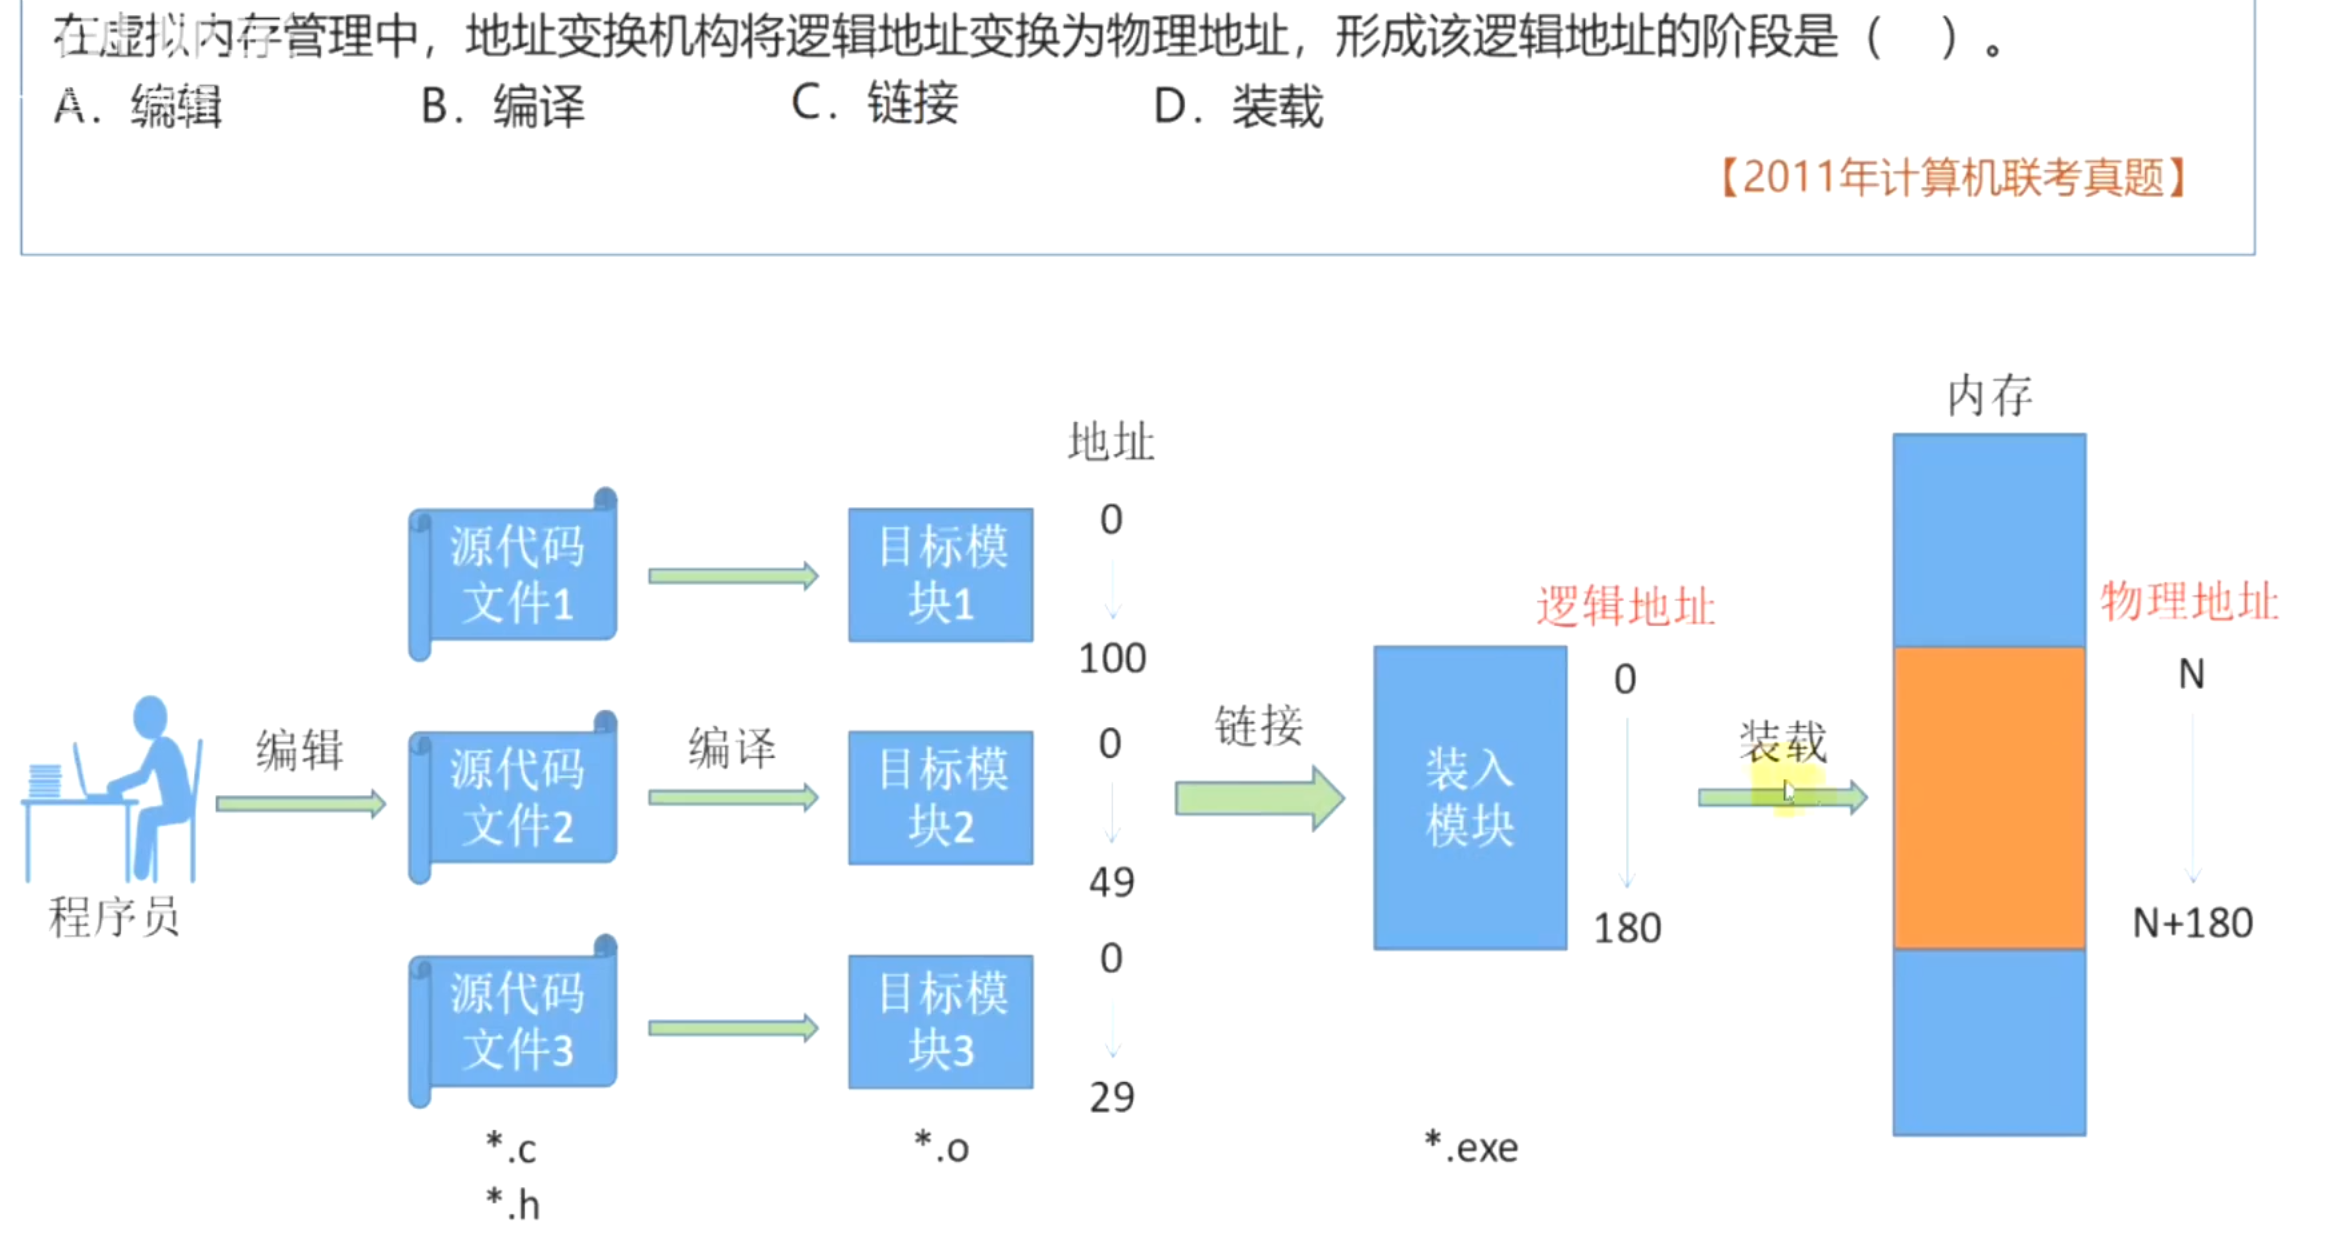 在虚拟内存管理中，地址变换机构将逻辑地址变换为物理地址，形成该逻辑地址的阶段是（　）。
A. 编辑 B. 编译 C. 链接 D. 装载
【2011年计算机联考真题】
内存
地址
源代码
文件1
目标模
块1
0
100
逻辑地址
物理地址
程序员
编辑
源代码
文件2
编译
目标模
块2
0
49
链接
装入
模块
0
180
装载
N
N+180
源代码
文件3
目标模
块3
0
29
*.c
*.h
*.o
*.exe